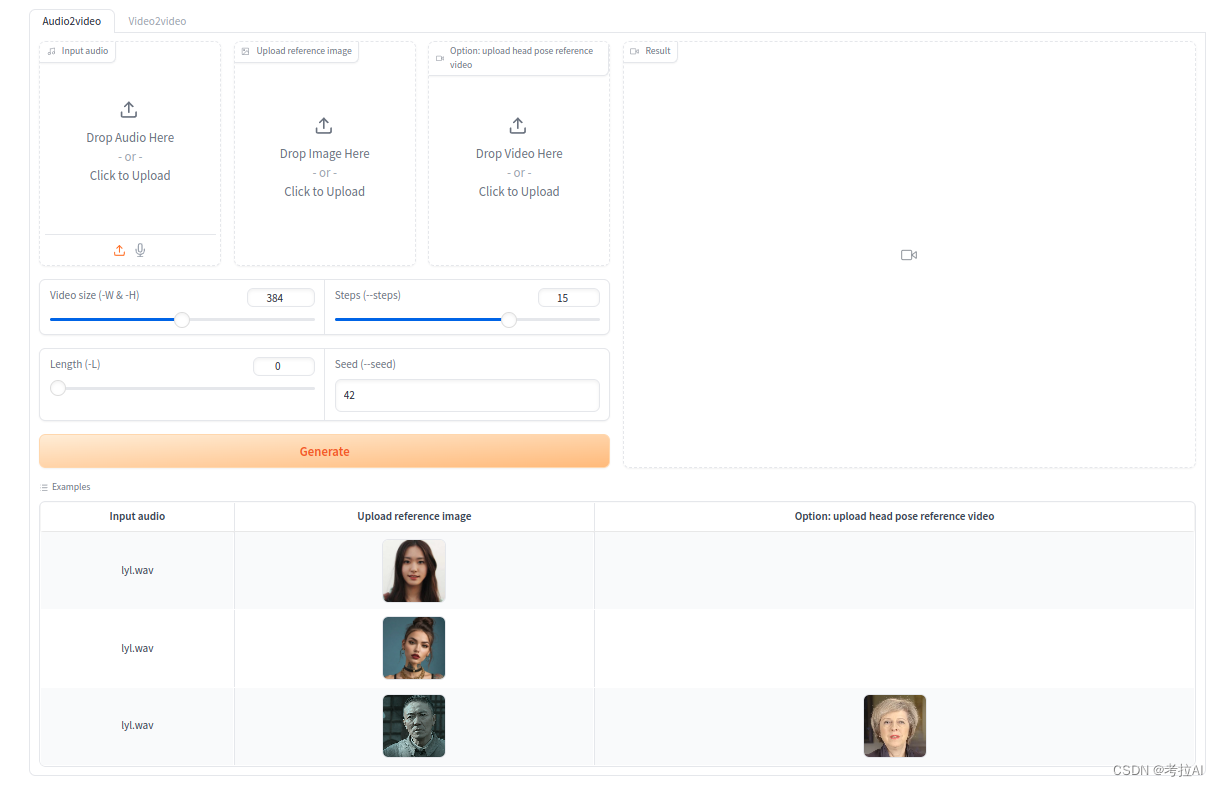 Audio2video
Video2video
Input audio
Drop Audio Here
- or -
Click to Upload
Upload reference image
Drop Image Here
- or -
Click to Upload
Option: upload head pose reference
video
Drop Video Here
- or -
Click to Upload
Result
Video size (-W & -H)
384
Steps (--steps)
15
Length (-L)
0
Seed (--seed)
42
Generate
Examples
Input audio
Upload reference image
Option: upload head pose reference video
lyl.wav
lyl.wav
lyl.wav
CSDN @考拉AI